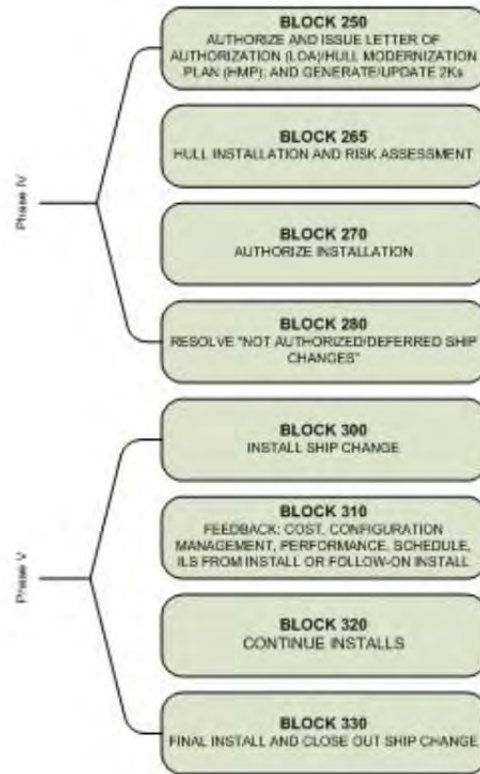 Phase IV
BLOCK 250
AUTHORIZE AND ISSUE LETTER OF
AUTHORIZATION (LOA)/HULL MODERNIZATION
PLAN (HMP); AND GENERATE/UPDATE 2Ks
BLOCK 265
HULL INSTALLATION AND RISK ASSESSMENT
BLOCK 270
AUTHORIZE INSTALLATION
BLOCK 280
RESOLVE "NOT AUTHORIZED/DEFERRED SHIP
CHANGES"
Phase V
BLOCK 300
INSTALL SHIP CHANGE
BLOCK 310
FEEDBACK: COST, CONFIGURATION
MANAGEMENT, PERFORMANCE, SCHEDULE,
ILS FROM INSTALL OR FOLLOW-ON INSTALL
BLOCK 320
CONTINUE INSTALLS
BLOCK 330
FINAL INSTALL AND CLOSE OUT SHIP CHANGE